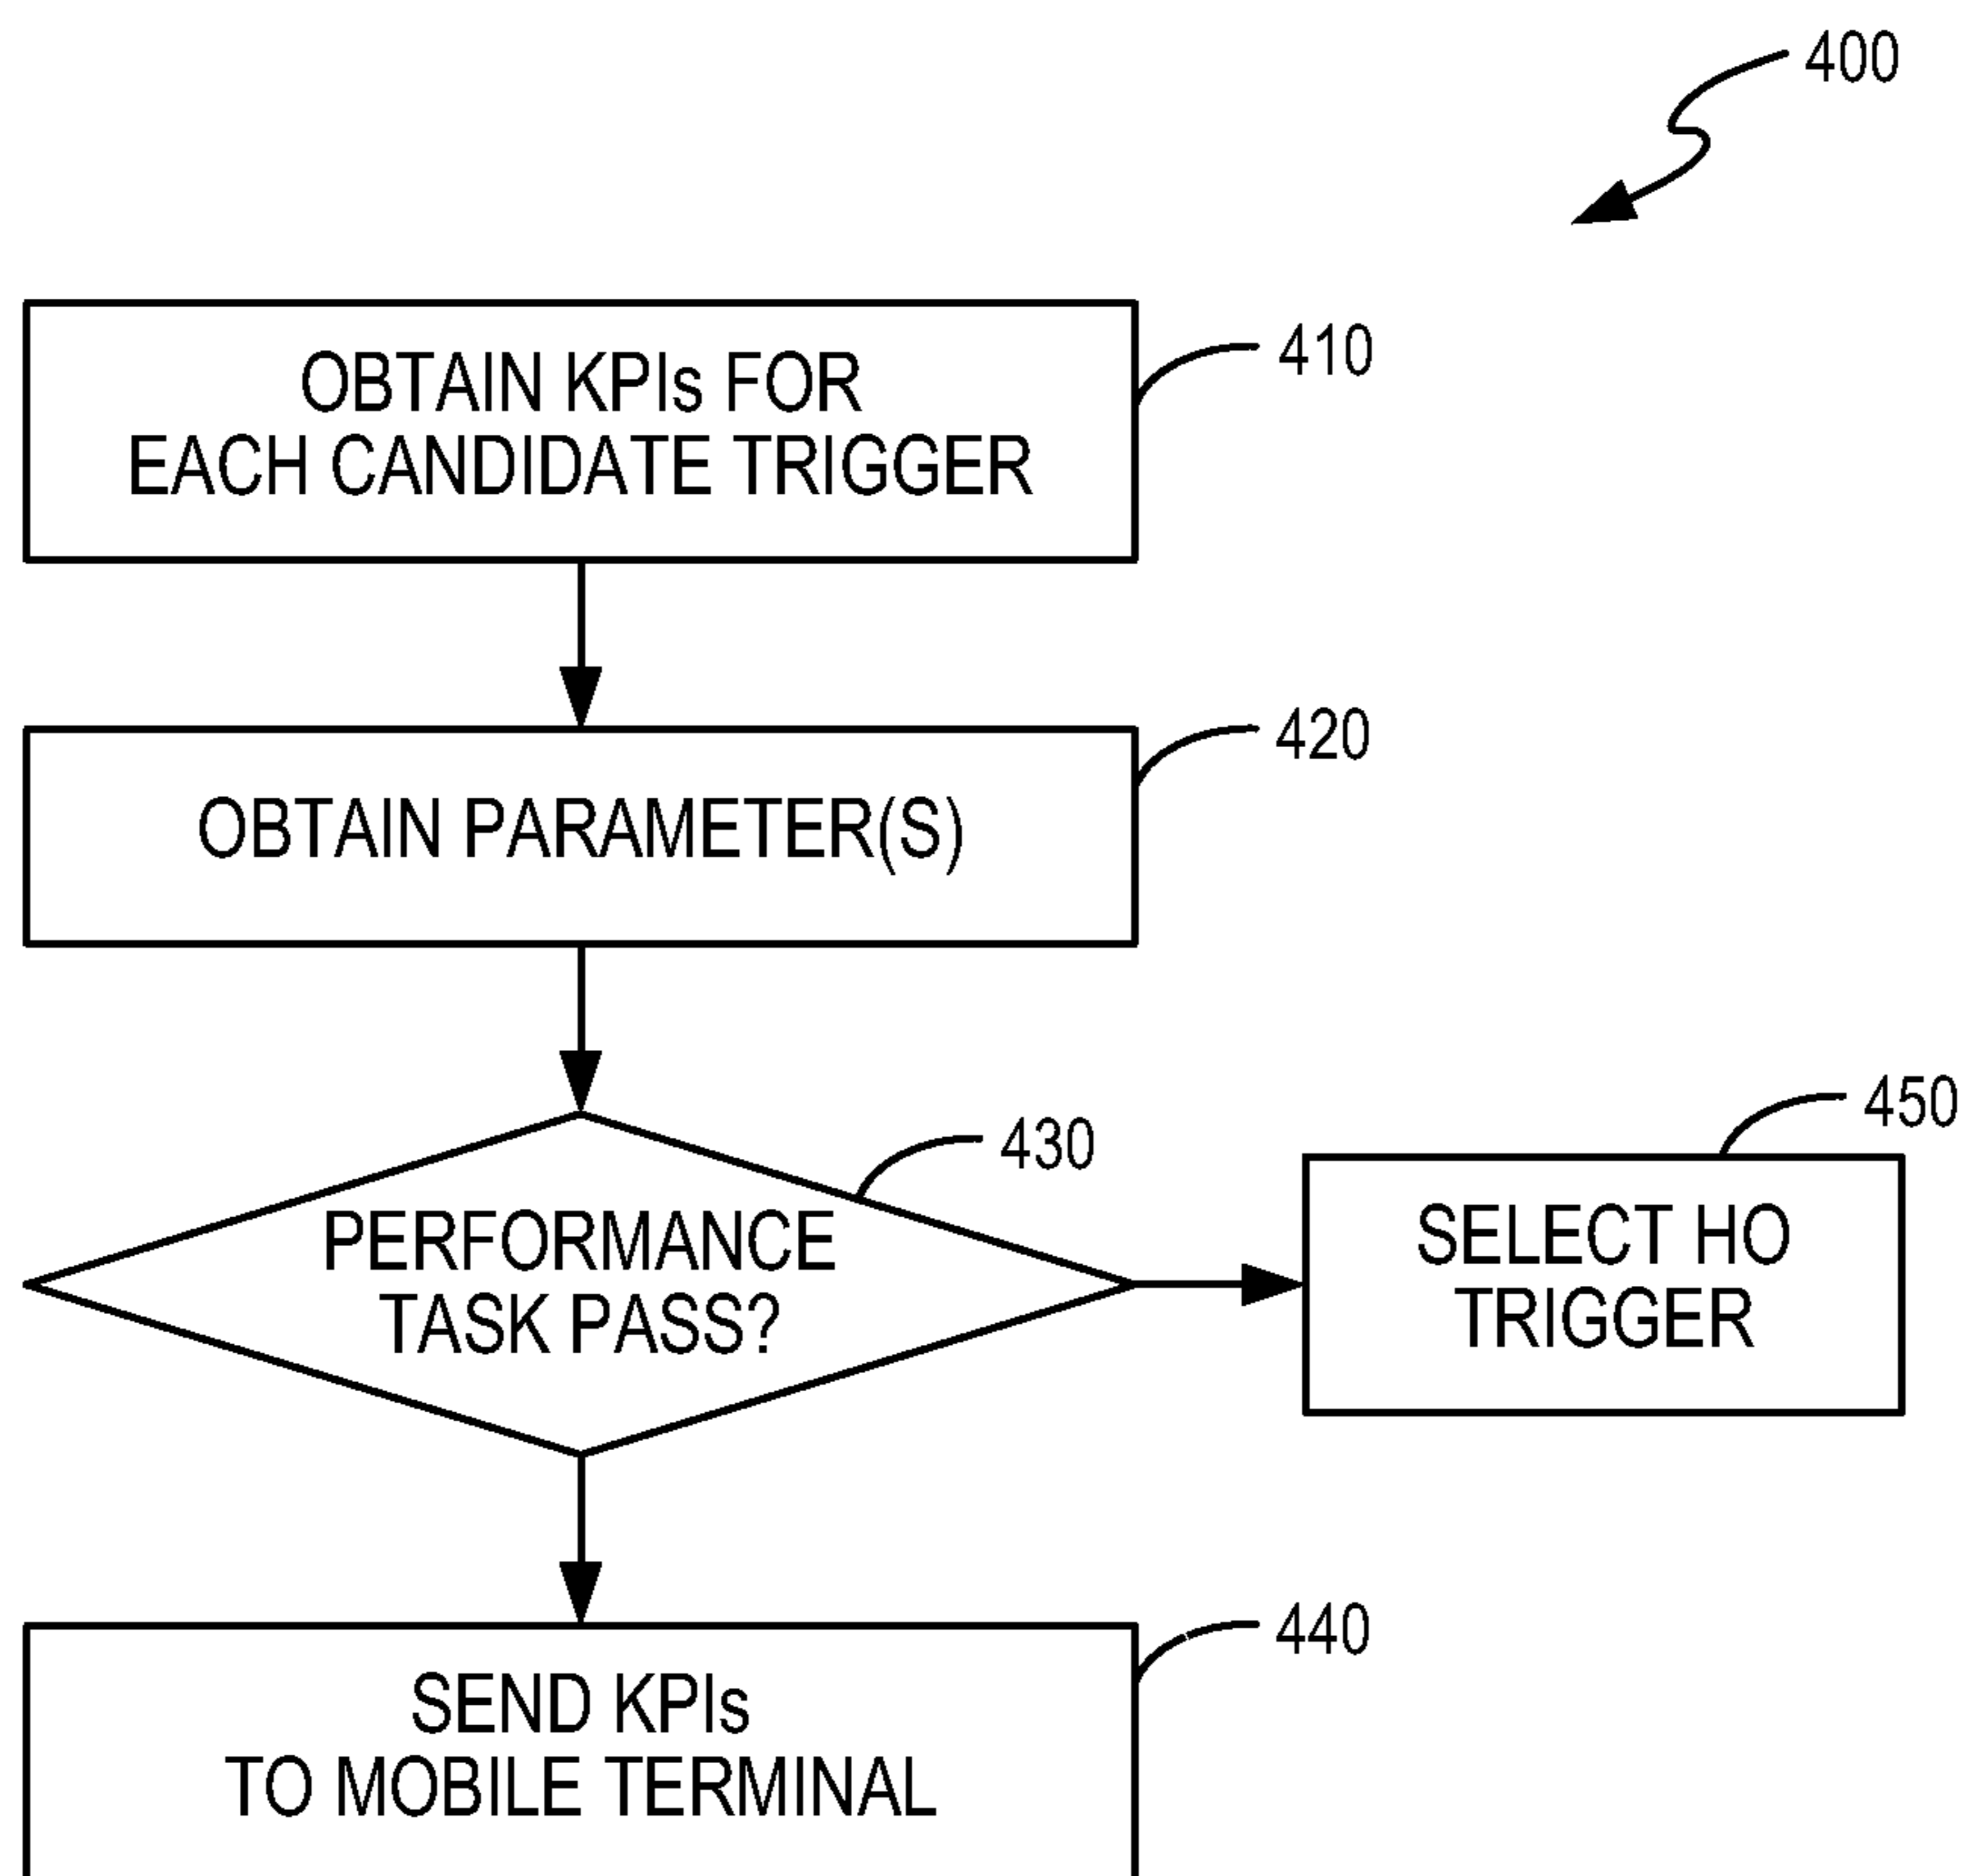 400
OBTAIN KPIs FOR
EACH CANDIDATE TRIGGER
410
OBTAIN PARAMETER(S)
420
PERFORMANCE
TASK PASS?
430
SELECT HO
TRIGGER
450
SEND KPIs
TO MOBILE TERMINAL
440